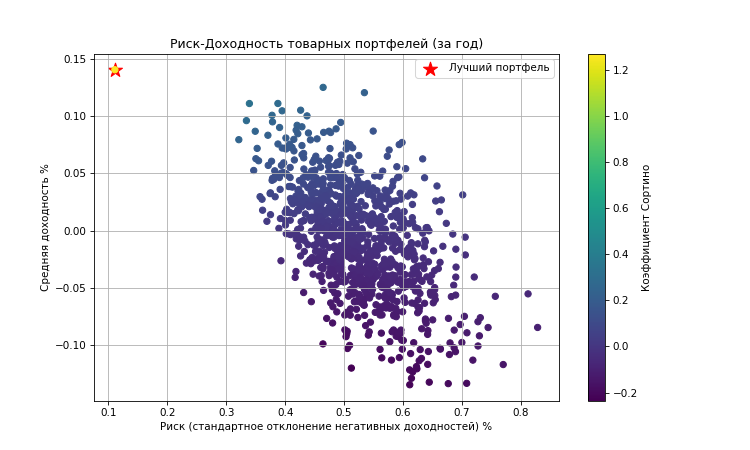 Риск-Доходность товарных портфелей (за год)
Лучший портфель
0.15
0.10
0.05
0.00
−0.05
−0.10
Средняя доходность %
0.1 0.2 0.3 0.4 0.5 0.6 0.7 0.8
Риск (стандартное отклонение негативных доходностей) %
1.2
1.0
0.8
0.6
0.4
0.2
0.0
−0.2
Коэффициент Сортино